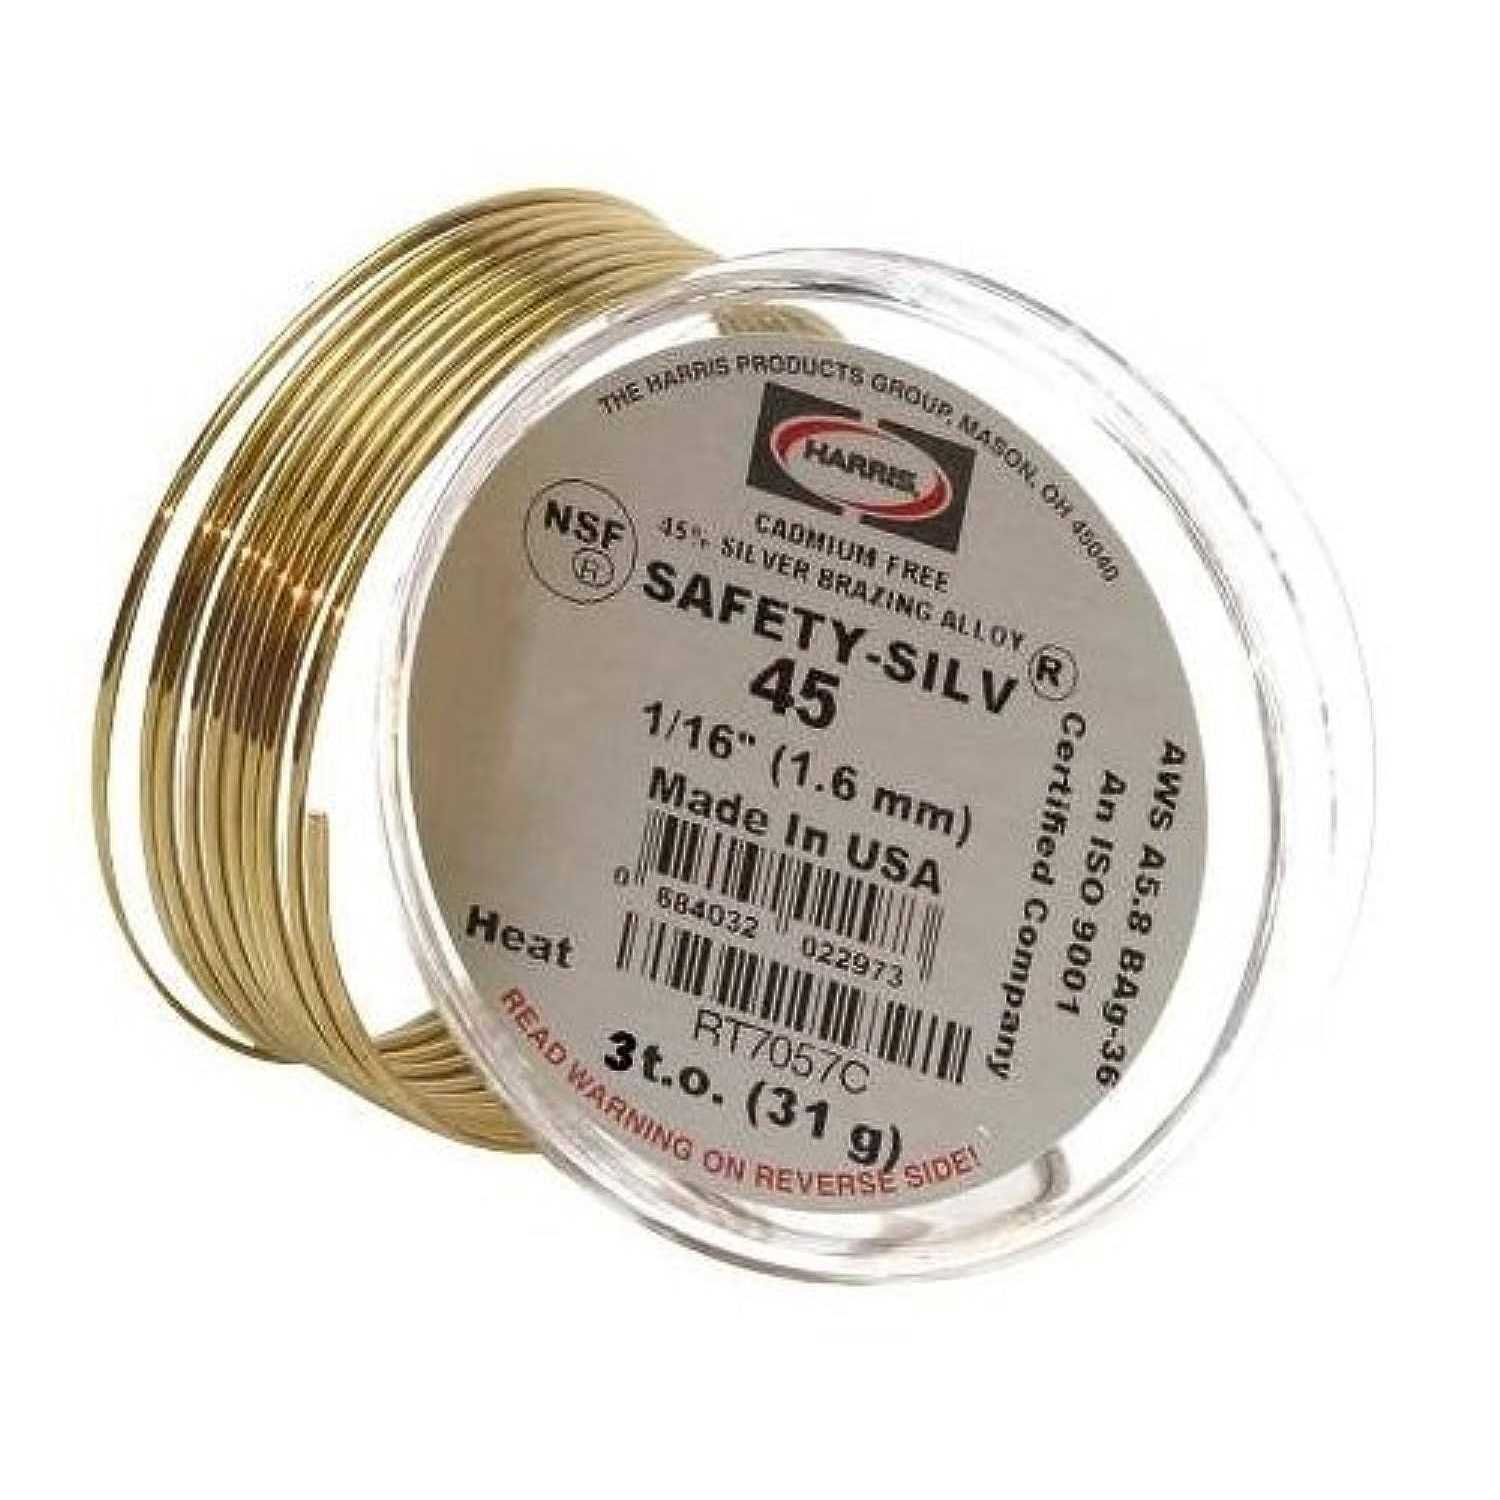 THE HARRIS PRODUCTS GROUP, MASON, OH 45040
HARRIS
NSF
R
CADMIUM FREE
45% SILVER BRAZING ALLOY
SAFETY-SILV ®
45
1/16" (1.6 mm)
Made In USA
0 684032 022973
RT7057C
Heat
3t.o. (31 g)
READ WARNING ON REVERSE SIDE!
AWS A5.8 BAg-36
An ISO 9001
Certified Company